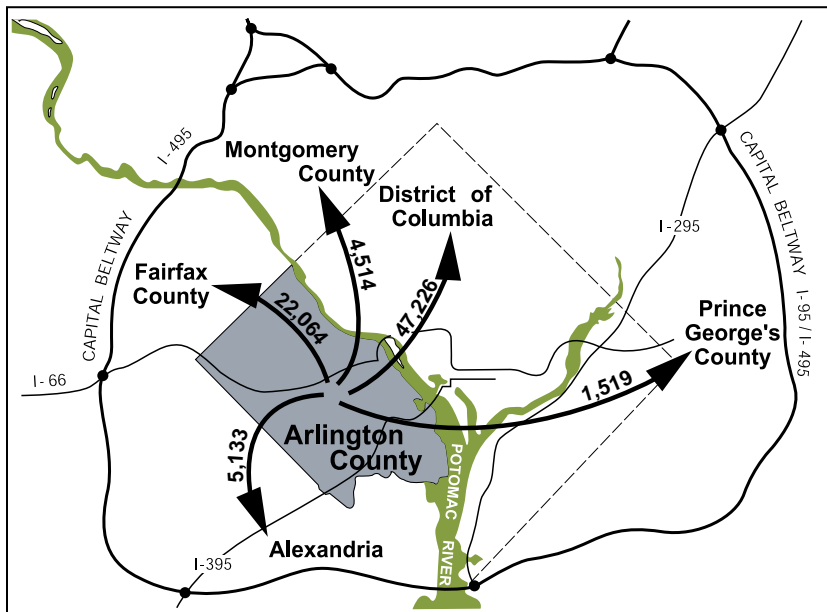 I-495
Montgomery
County
District of
Columbia
CAPITAL BELTWAY
I-295
CAPITAL BELTWAY I-95 / I-495
4,514
Fairfax
County
22,064
47,226
Prince
George's
County
I-66
1,519
Arlington
County
5,133
POTOMAC
RIVER
Alexandria
I-395